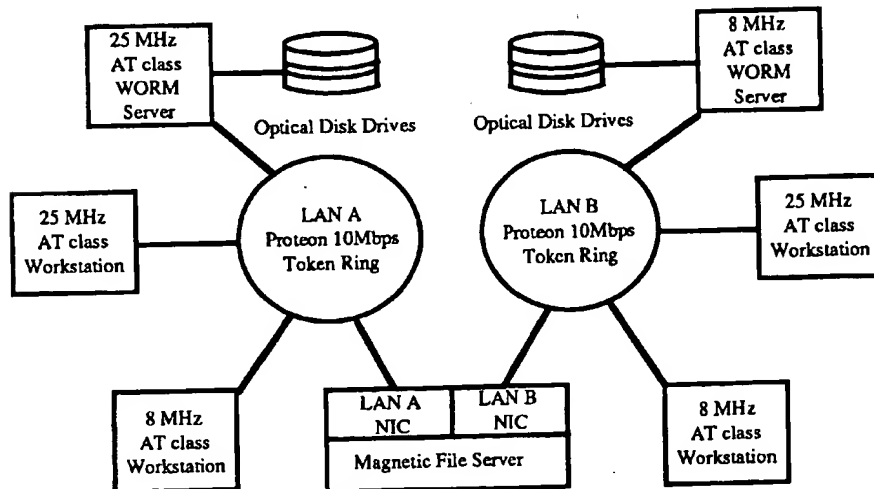 25 MHz
AT class
WORM
Server
Optical Disk Drives
8 MHz
AT class
WORM
Server
Optical Disk Drives
LAN A
Proteon 10Mbps
Token Ring
LAN B
Proteon 10Mbps
Token Ring
25 MHz
AT class
Workstation
25 MHz
AT class
Workstation
8 MHz
AT class
Workstation
LAN A
NIC
LAN B
NIC
Magnetic File Server
8 MHz
AT class
Workstation